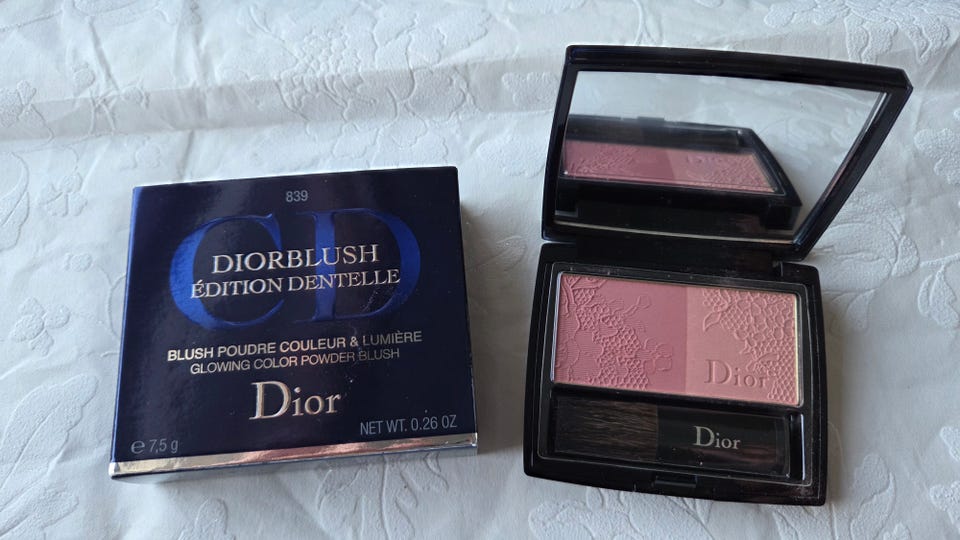 839
CD
DIORBLUSH
ÉDITION DENTELLE
BLUSH POUDRE COULEUR & LUMIÈRE
GLOWING COLOR POWDER BLUSH
Dior
℮ 7,5 g
NET WT. 0.26 OZ
Dior
Dior